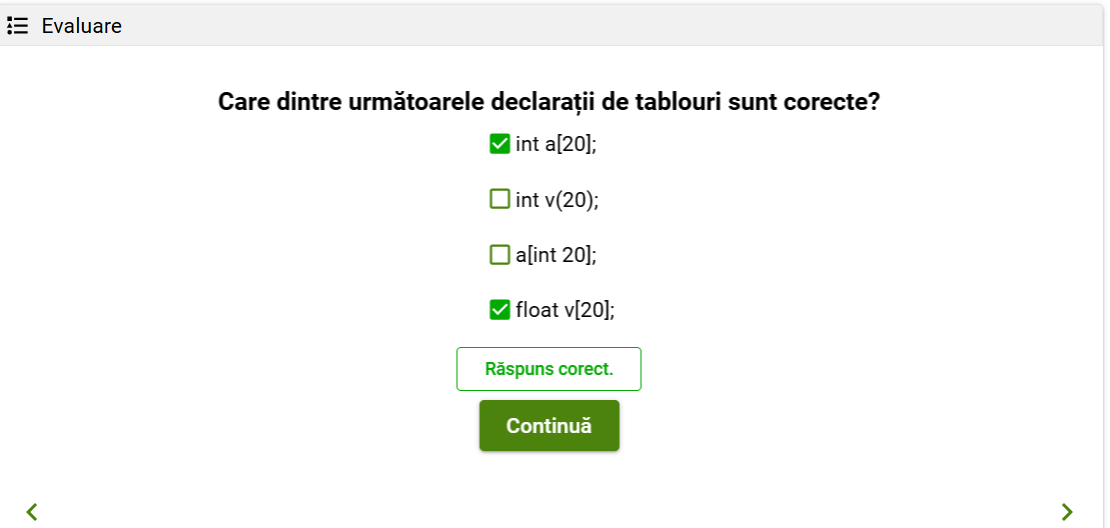 Evaluare
Care dintre următoarele declarații de tablouri sunt corecte?
int a[20];
int v(20);
a[int 20];
float v[20];
Răspuns corect.
Continuă